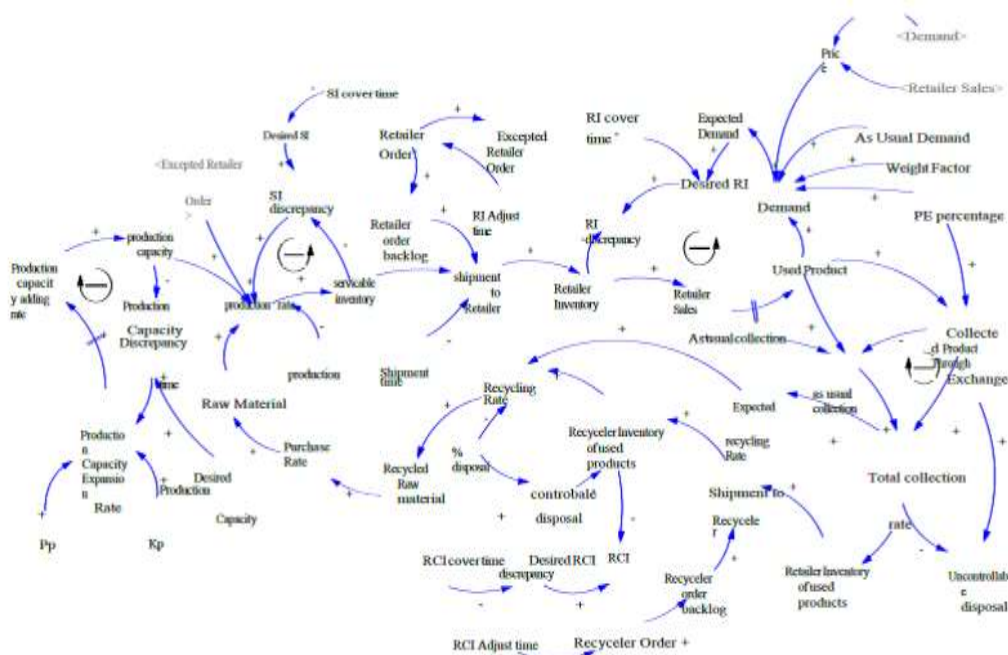 <Demand>
Pric
e
<Retailer Sales>
SI cover time
Desired SI
Retailer
Order
Excepted
Retailer
Order
RI cover
time
Expected
Demand
As Usual Demand
Weight Factor
<Excepted Retailer
Order
>
SI
discrepancy
Desired RI
Demand
PE percentage
production
capacity
Retailer
order
backlog
RI Adjust
time
RI
discrepancy
Production
capacit
y adding
rate
Production
Capacity
Discrepancy
production rate
servicable
inventory
shipment
to
Retailer
Retailer
Inventory
Retailer
Sales
Used Product
Collecte
d Product
Through
Exchange
As tusual collection
time
production
Shipment
time
Recycling
Rate
Expected
as usual
collection
Raw Material
Productio
n
Capacity
Expansio
n
Rate
Purchase
Rate
Desired
Production
Capacity
Recycled
Raw
material
%
disposal
Recyceler Inventory
of used
products
recycling
Rate
controbale
disposal
Shipment to
Recycele
r
Total collection
rate
Pp
Kp
RCI cover time
discrepancy
Desired RCI
RCI
Recyceler
order
backlog
Retailer Inventory
of used
products
Uncontrollab
e
disposal
RCI Adjust time
Recyceler Order +